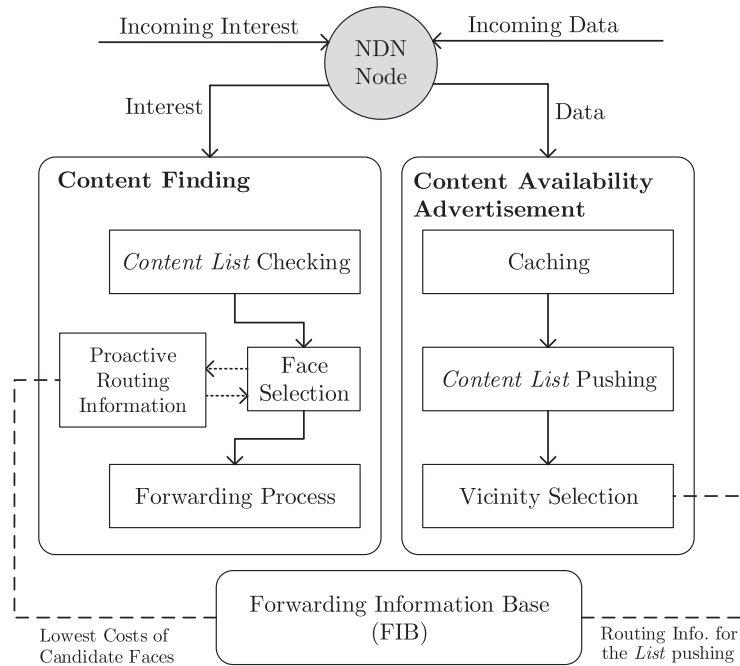 Incoming Interest
Incoming Data
NDN
Node
Interest
Data
Content Finding
Content Availability
Advertisement
Content List Checking
Caching
Proactive
Routing
Information
Face
Selection
Content List Pushing
Forwarding Process
Vicinity Selection
Forwarding Information Base
(FIB)
Lowest Costs of
Candidate Faces
Routing Info. for
the List pushing